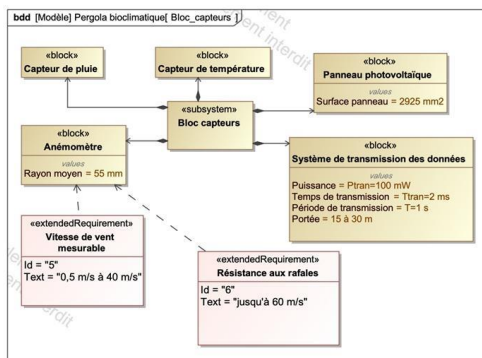 bdd [Modèle] Pergola bioclimatique[ Bloc_capteurs ]
«block»
Capteur de pluie
«block»
Capteur de température
«block»
Panneau photovoltaïque
values
Surface panneau = 2925 mm2
«subsystem»
Bloc capteurs
«block»
Anémomètre
values
Rayon moyen = 55 mm
«block»
Système de transmission des données
values
Puissance = Ptran=100 mW
Temps de transmission = Ttran=2 ms
Période de transmission = T=1 s
Portée = 15 à 30 m
«extendedRequirement»
Vitesse de vent
mesurable
Id = "5"
Text = "0,5 m/s à 40 m/s"
«extendedRequirement»
Résistance aux rafales
Id = "6"
Text = "jusqu'à 60 m/s"
interdit